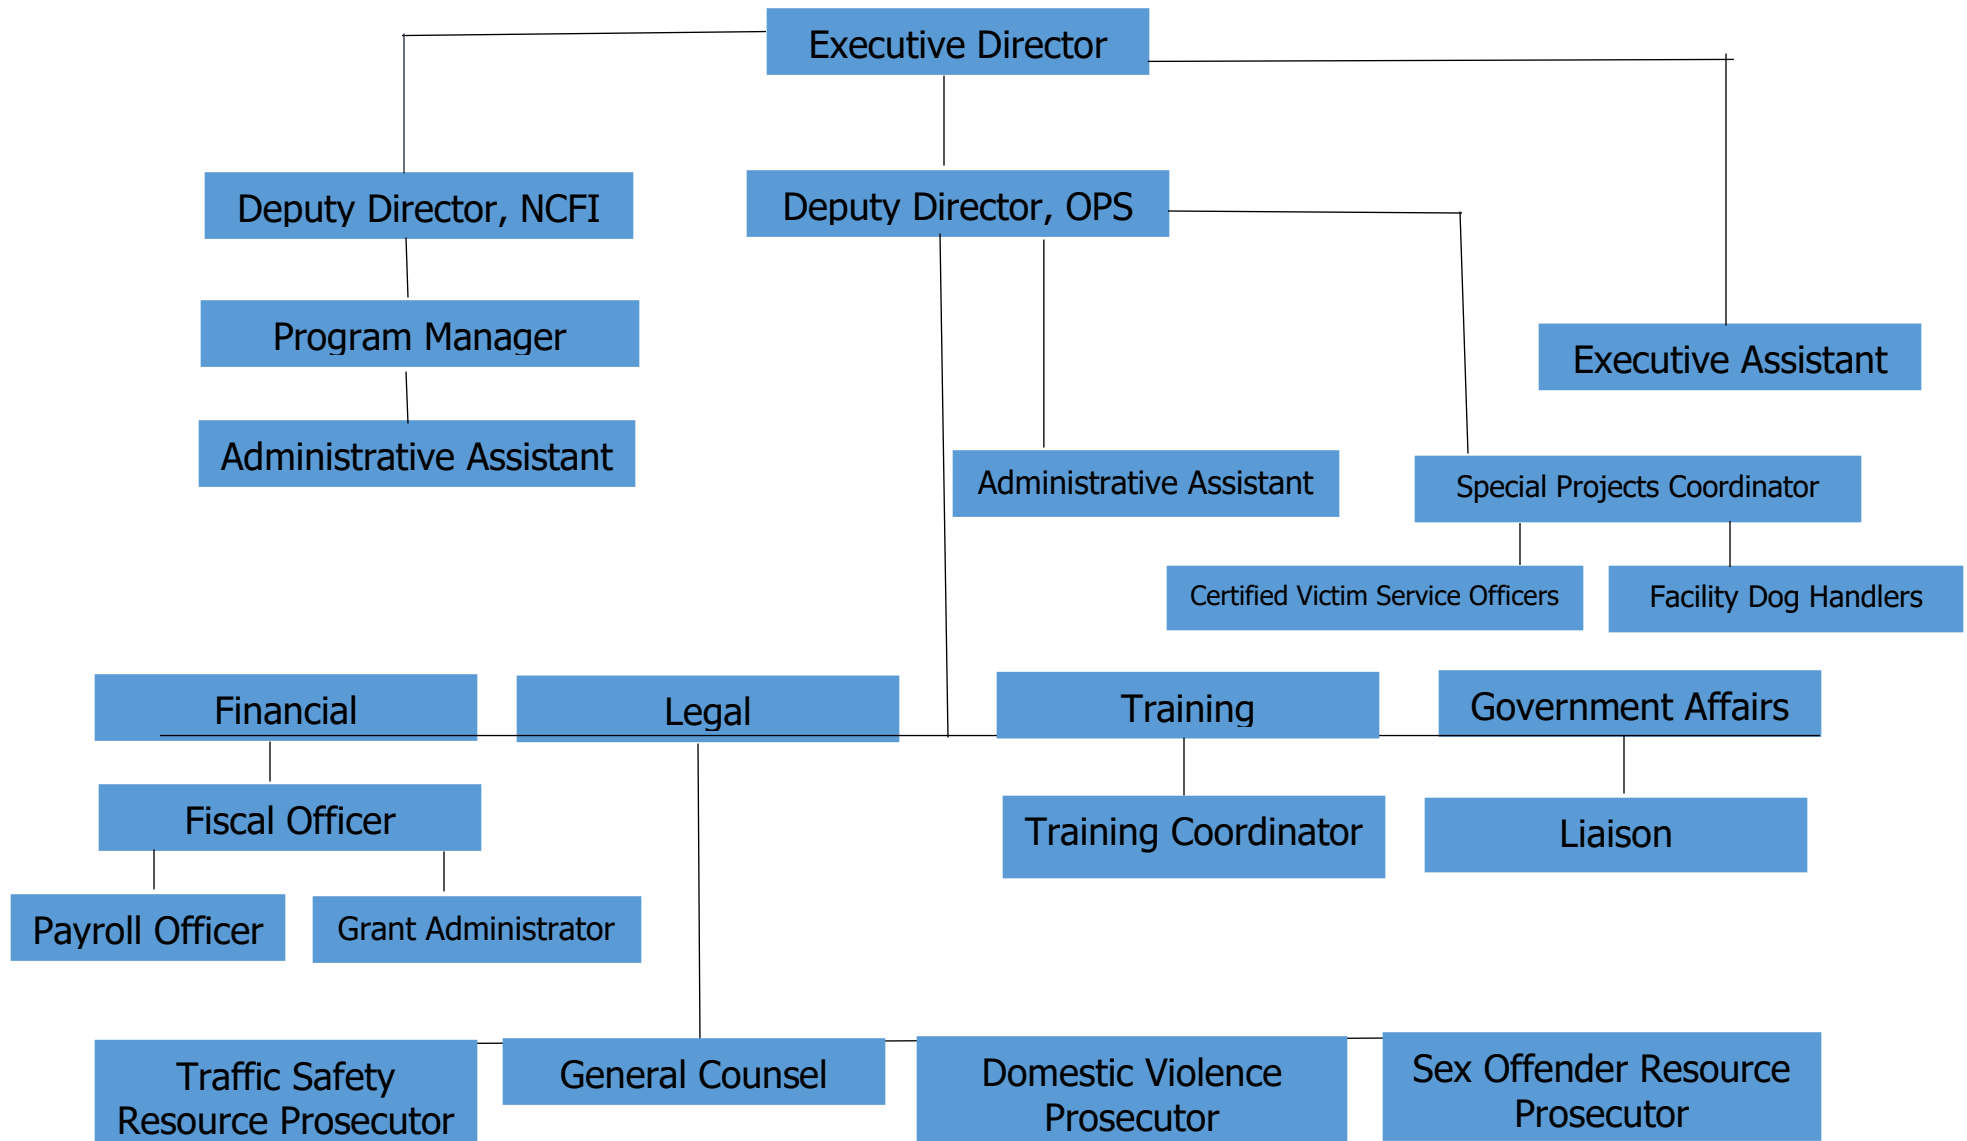 Executive Director
Deputy Director, NCFI
Deputy Director, OPS
Program Manager
Executive Assistant
Administrative Assistant
Administrative Assistant
Special Projects Coordinator
Certified Victim Service Officers
Facility Dog Handlers
Financial
Legal
Training
Government Affairs
Fiscal Officer
Training Coordinator
Liaison
Payroll Officer
Grant Administrator
Traffic Safety
Resource Prosecutor
General Counsel
Domestic Violence
Prosecutor
Sex Offender Resource
Prosecutor